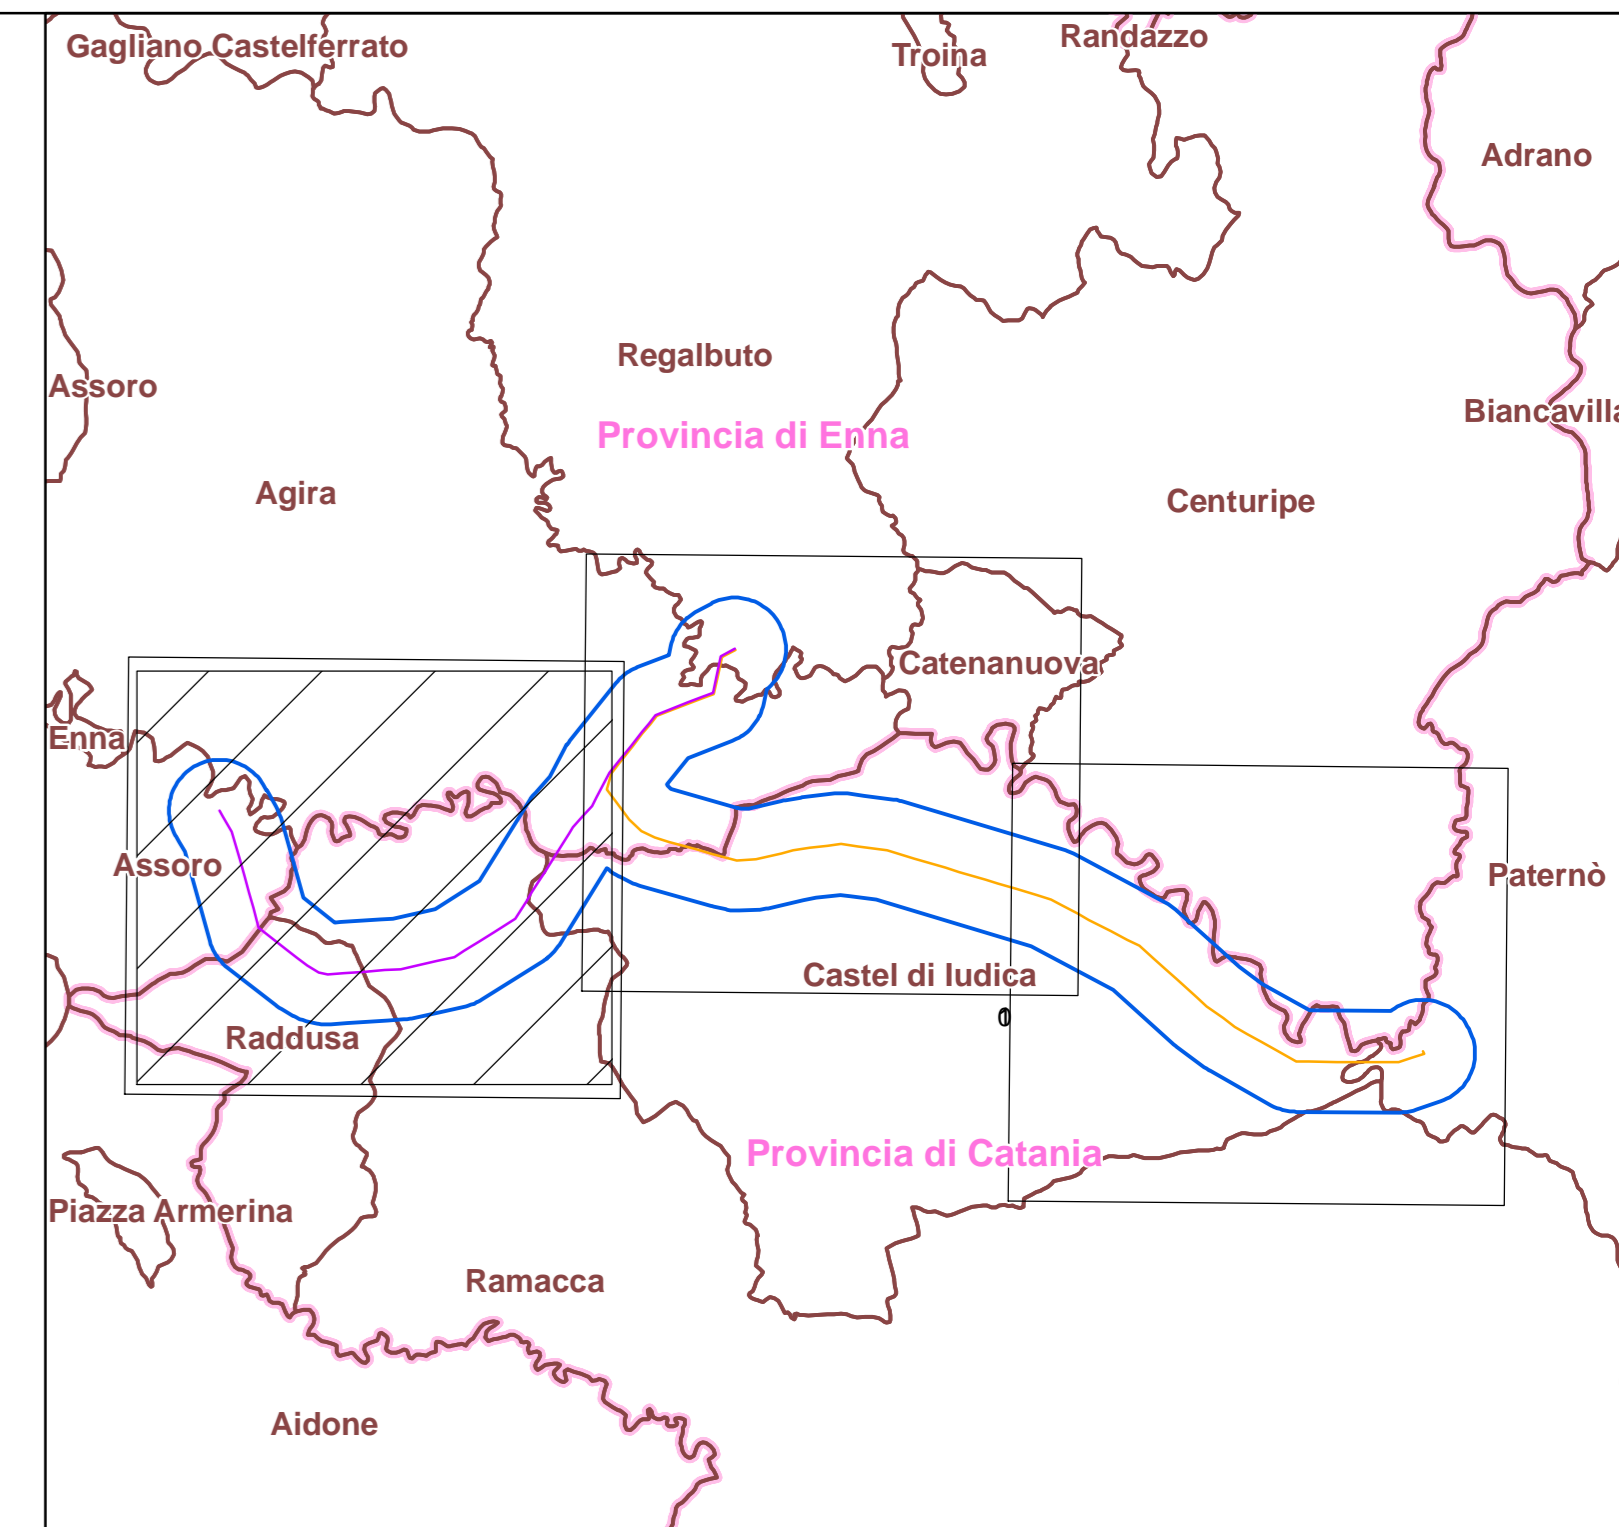 Gagliano Castelferrato
Troina
Randazzo
Adrano
Regalbuto
Assoro
Biancavilla
Provincia di Enna
Agira
Centuripe
Catenanuova
Enna
Assoro
Paternò
Castel di Iudica
Raddusa
Provincia di Catania
Piazza Armerina
Ramacca
Aidone